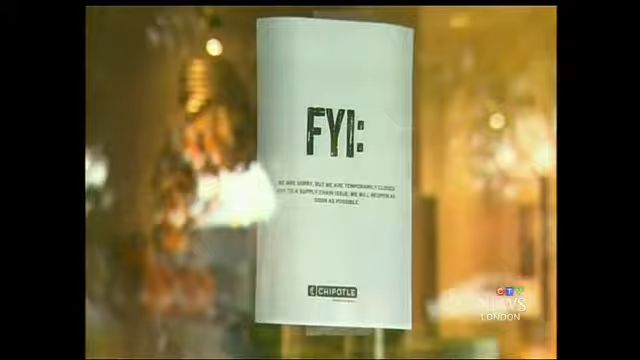 FYI:
WE ARE SORRY, BUT WE ARE TEMPORARILY CLOSED
DUE TO A SUPPLY CHAIN ISSUE. WE WILL REOPEN AS
SOON AS POSSIBLE.
CHIPOTLE
CTV
NEWS
LONDON